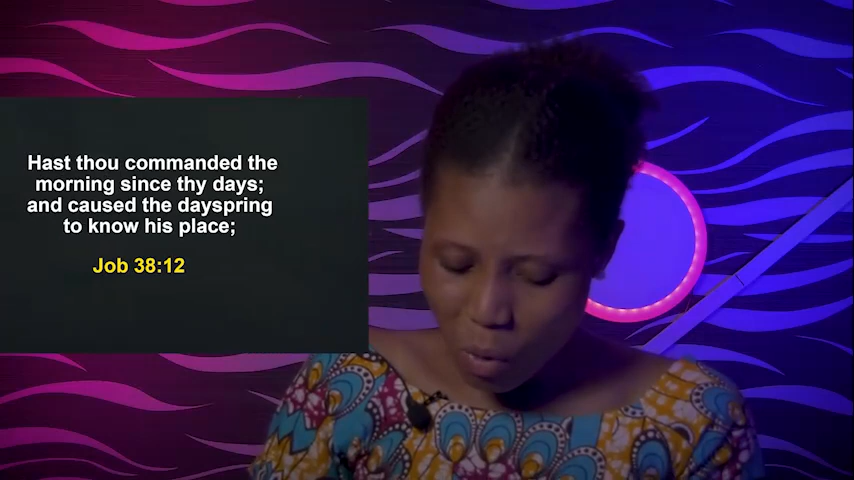 Hast thou commanded the
morning since thy days;
and caused the dayspring
to know his place;
Job 38:12